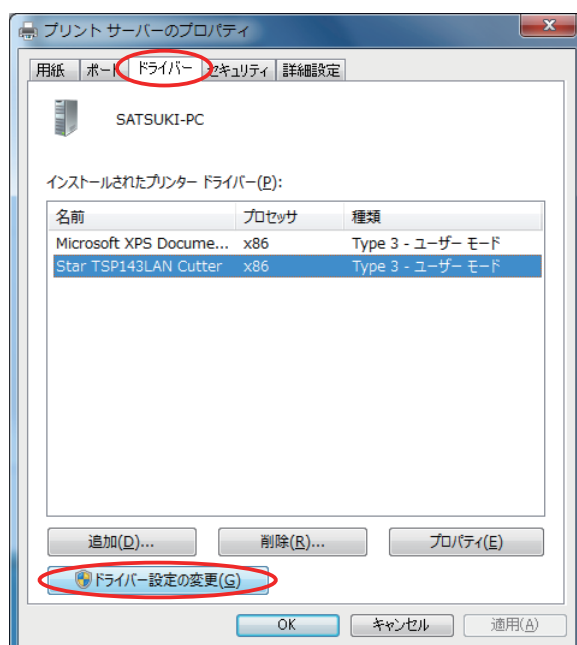 プリント サーバーのプロパティ
用紙 ポート ドライバー セキュリティ 詳細設定
SATSUKI-PC
インストールされたプリンター ドライバー(P):
名前 プロセッサ 種類
Microsoft XPS Docume... x86 Type 3 - ユーザー モード
Star TSP143LAN Cutter x86 Type 3 - ユーザー モード
追加(D)... 削除(R)... プロパティ(E)
ドライバー設定の変更(G)
OK キャンセル 適用(A)